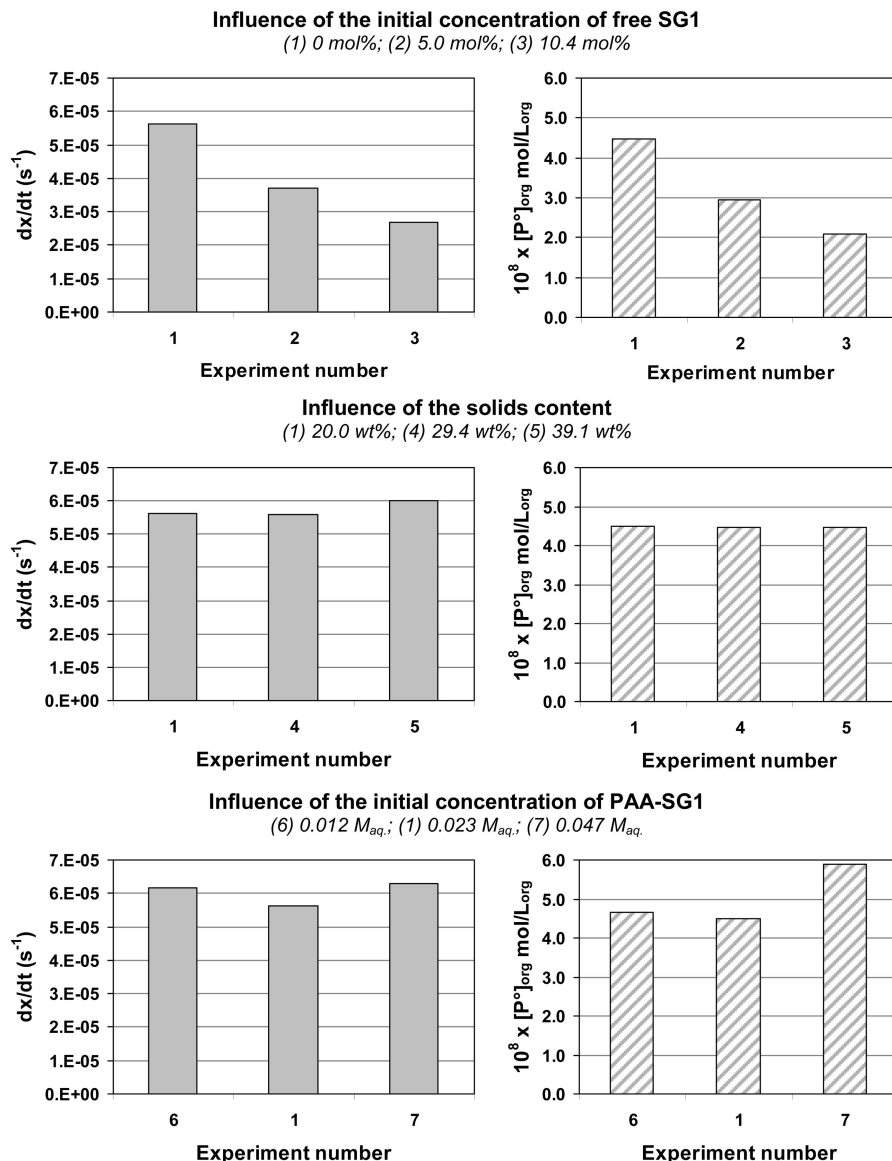 Influence of the initial concentration of free SG1
(1) 0 mol%; (2) 5.0 mol%; (3) 10.4 mol%
7.E-05
6.E-05
5.E-05
4.E-05
3.E-05
2.E-05
1.E-05
0.E+00
dx/dt (s⁻¹)
1 2 3
Experiment number
6.0
5.0
4.0
3.0
2.0
1.0
0.0
10⁸ x [P°]org mol/Lorg
1 2 3
Experiment number
Influence of the solids content
(1) 20.0 wt%; (4) 29.4 wt%; (5) 39.1 wt%
7.E-05
6.E-05
5.E-05
4.E-05
3.E-05
2.E-05
1.E-05
0.E+00
dx/dt (s⁻¹)
1 4 5
Experiment number
6.0
5.0
4.0
3.0
2.0
1.0
0.0
10⁸ x [P°]org mol/Lorg
1 4 5
Experiment number
Influence of the initial concentration of PAA-SG1
(6) 0.012 Maq.; (1) 0.023 Maq.; (7) 0.047 Maq.
7.E-05
6.E-05
5.E-05
4.E-05
3.E-05
2.E-05
1.E-05
0.E+00
dx/dt (s⁻¹)
6 1 7
Experiment number
6.0
5.0
4.0
3.0
2.0
1.0
0.0
10⁸ x [P°]org mol/Lorg
6 1 7
Experiment number